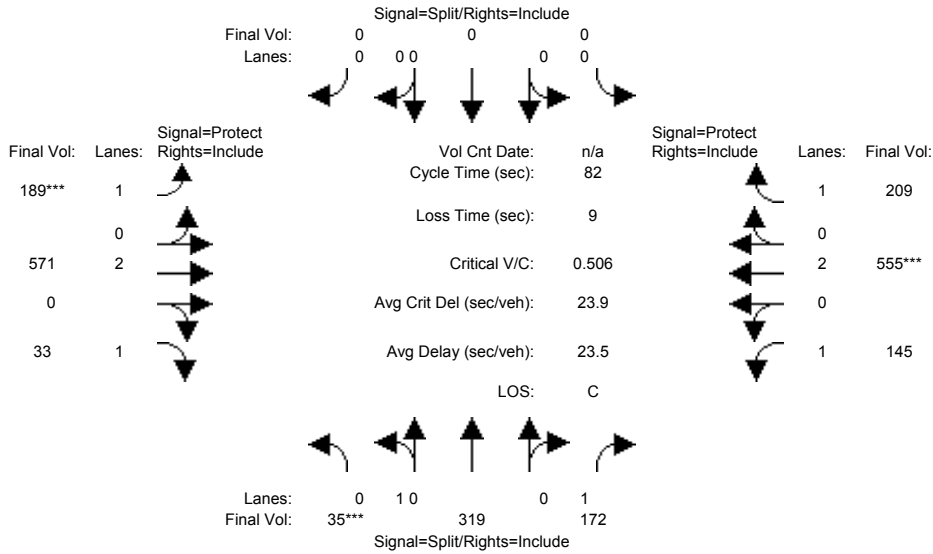 Signal=Split/Rights=Include
Final Vol: 0 0 0
Lanes: 0 0 0 0 0
Signal=Protect Signal=Protect
Final Vol: Lanes: Rights=Include Vol Cnt Date: n/a Rights=Include Lanes: Final Vol:
Cycle Time (sec): 82
189*** 1 1 209
Loss Time (sec): 9
0 0
571 2 Critical V/C: 0.506 2 555***
0 Avg Crit Del (sec/veh): 23.9 0
33 1 Avg Delay (sec/veh): 23.5 1 145
LOS: C
Lanes: 0 1 0 0 1
Final Vol: 35*** 319 172
Signal=Split/Rights=Include